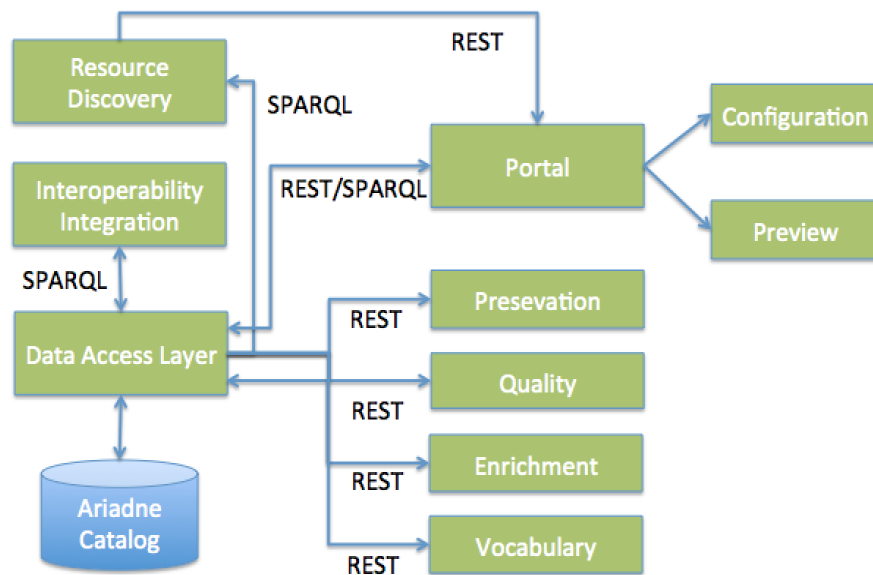 Resource
Discovery
REST
SPARQL
Configuration
Portal
Interoperability
Integration
REST/SPARQL
Preview
SPARQL
Presevation
REST
Data Access Layer
Quality
REST
Enrichment
REST
Ariadne
Catalog
Vocabulary
REST